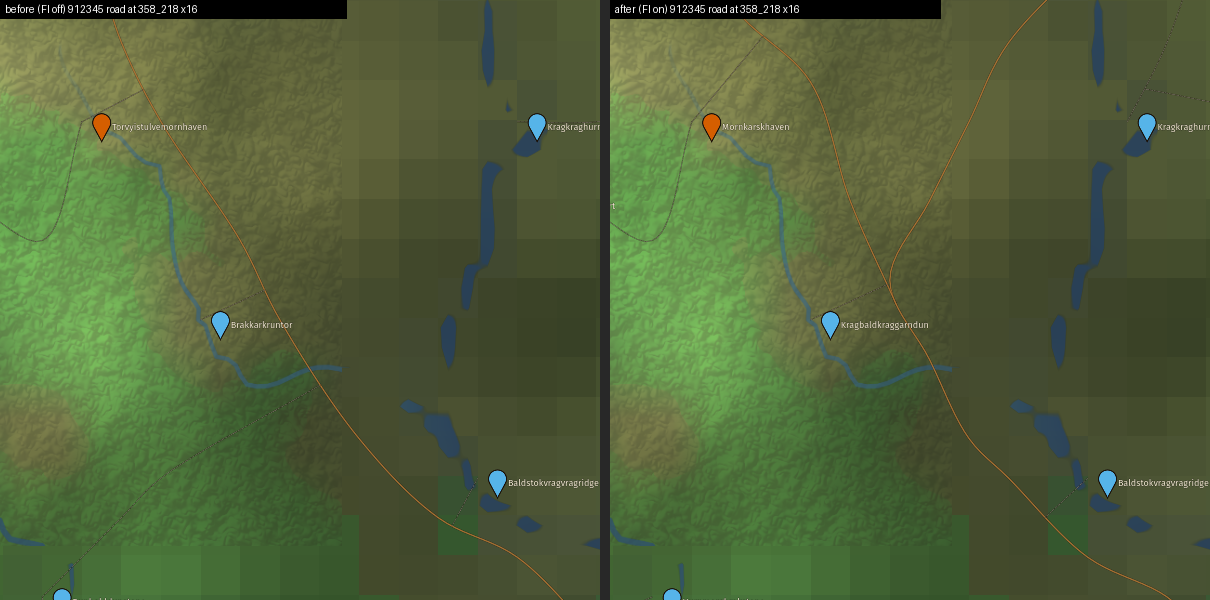 before (FI off) 912345 road at 358_218 x16
after (FI on) 912345 road at 358_218 x16
Torvyistulvemornhaven
Kragkraghurr
Mornkarskhaven
Kragkraghurr
Brakkarkruntor
Kragbaldkraggarndun
Baldstokvragvragridge
Baldstokvragvragridge